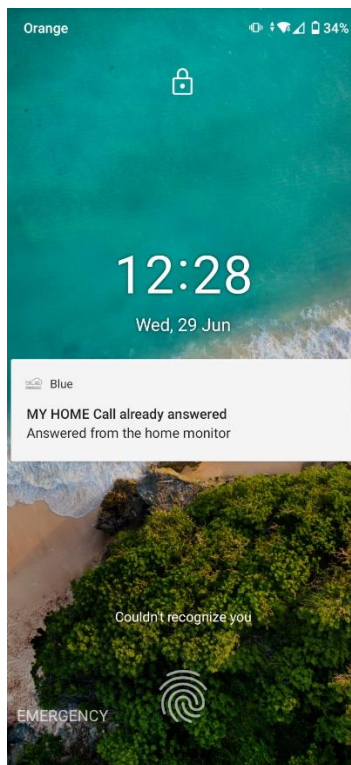 Orange
34%
12:28
Wed, 29 Jun
Blue
MY HOME Call already answered
Answered from the home monitor
Couldn't recognize you
EMERGENCY